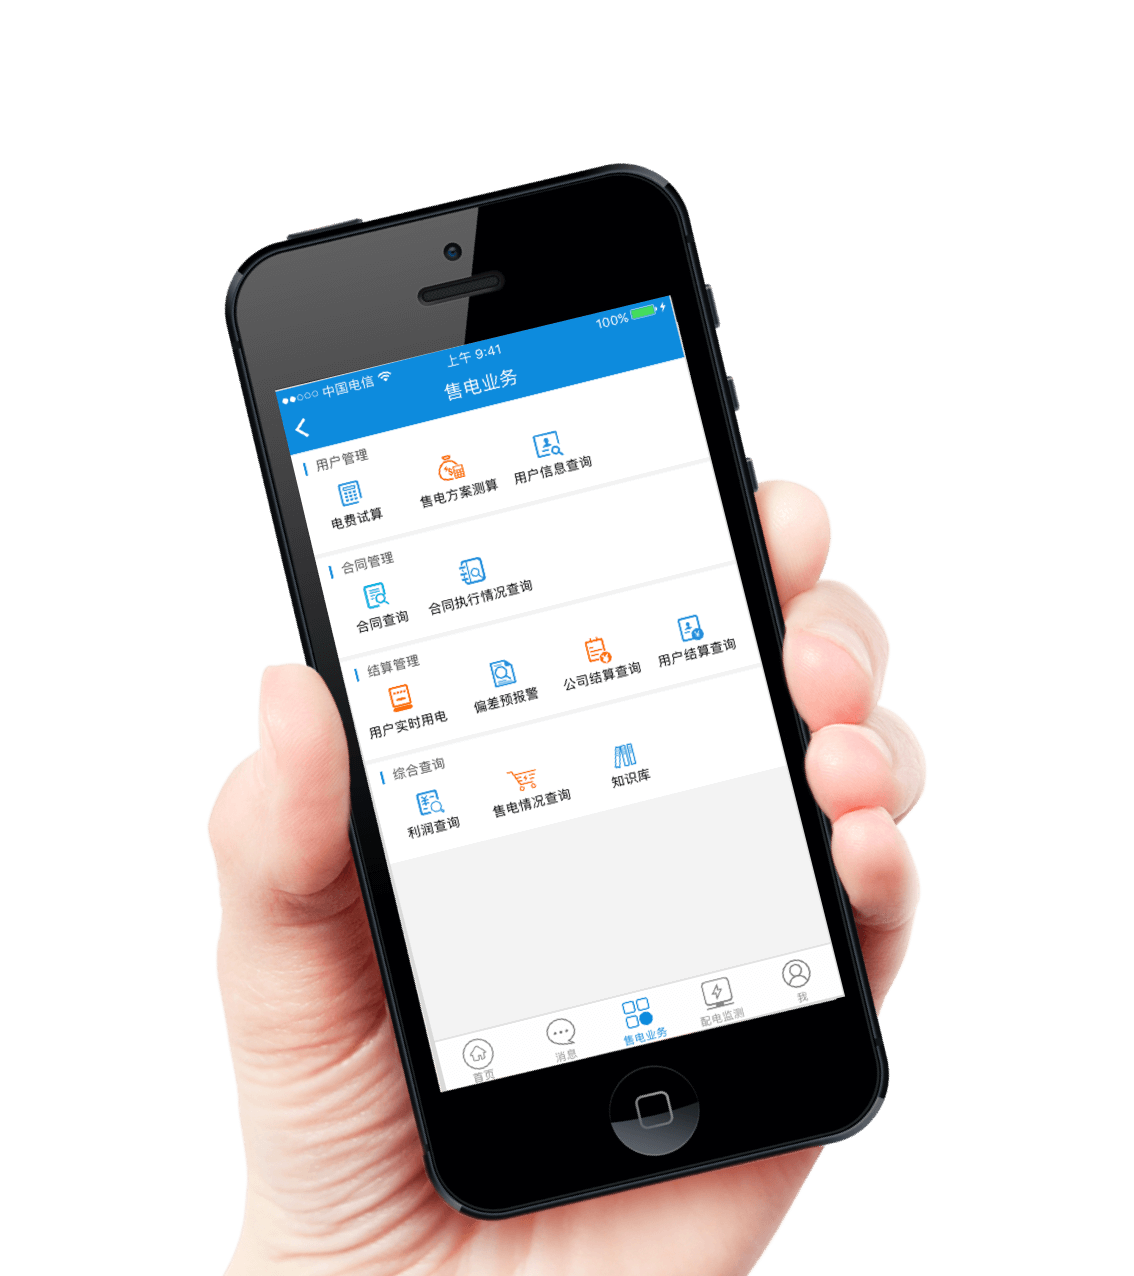 中国电信 上午 9:41 100%
售电业务
用户管理
电费试算 售电方案测算 用户信息查询
合同管理
合同查询 合同执行情况查询
结算管理
用户实时用电 偏差预报警 公司结算查询 用户结算查询
综合查询
利润查询 售电情况查询 知识库
首页 消息 售电业务 配电监测 我